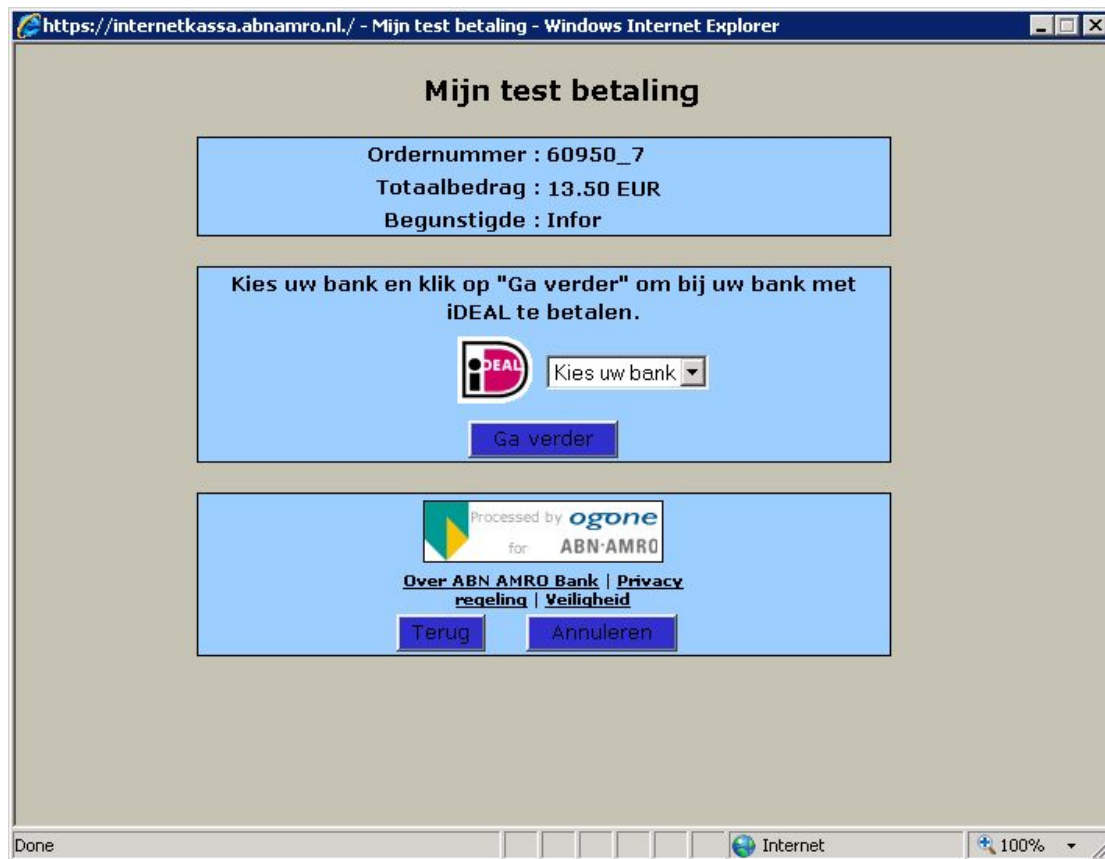 https://internetkassa.abnamro.nl./ - Mijn test betaling - Windows Internet Explorer
Mijn test betaling
Ordernummer : 60950_7
Totaalbedrag : 13.50 EUR
Begunstigde : Infor
Kies uw bank en klik op "Ga verder" om bij uw bank met
iDEAL te betalen.
iDEAL Kies uw bank
Ga verder
Processed by ogone
for ABN·AMRO
Over ABN AMRO Bank | Privacy
regeling | Veiligheid
Terug Annuleren
Done Internet 100%